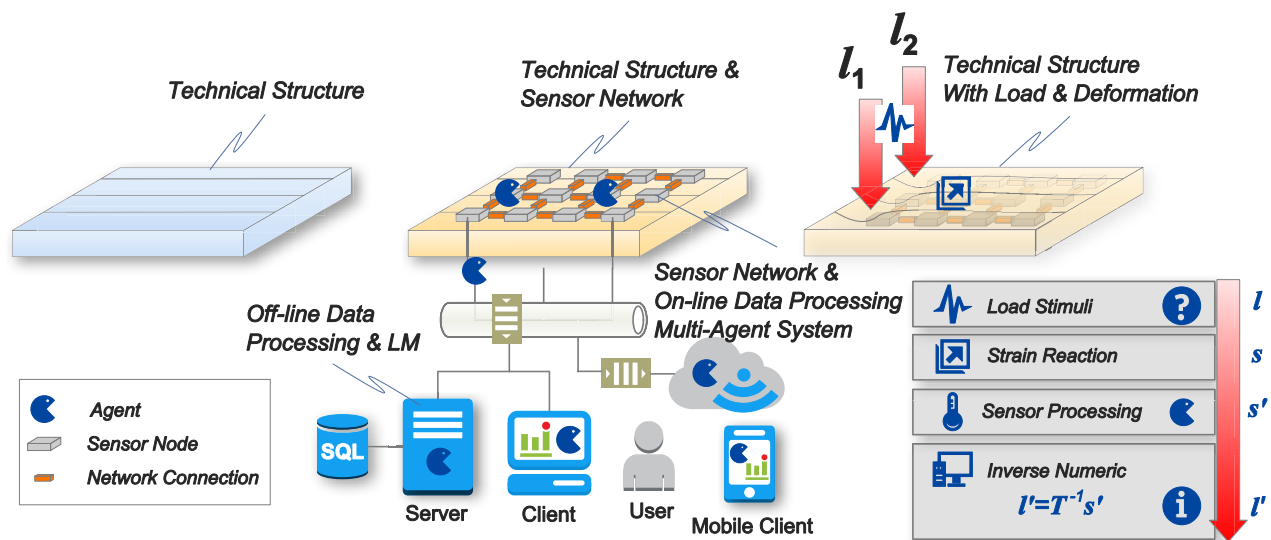 Technical Structure
Technical Structure &
Sensor Network
l₁
l₂
Technical Structure
With Load & Deformation
Sensor Network &
On-line Data Processing
Multi-Agent System
Off-line Data
Processing & LM
Agent
Sensor Node
Network Connection
SQL
Server
Client
User
Mobile Client
Load Stimuli
?
l
Strain Reaction
s
Sensor Processing
s'
Inverse Numeric
l'=T⁻¹s'
i
l'